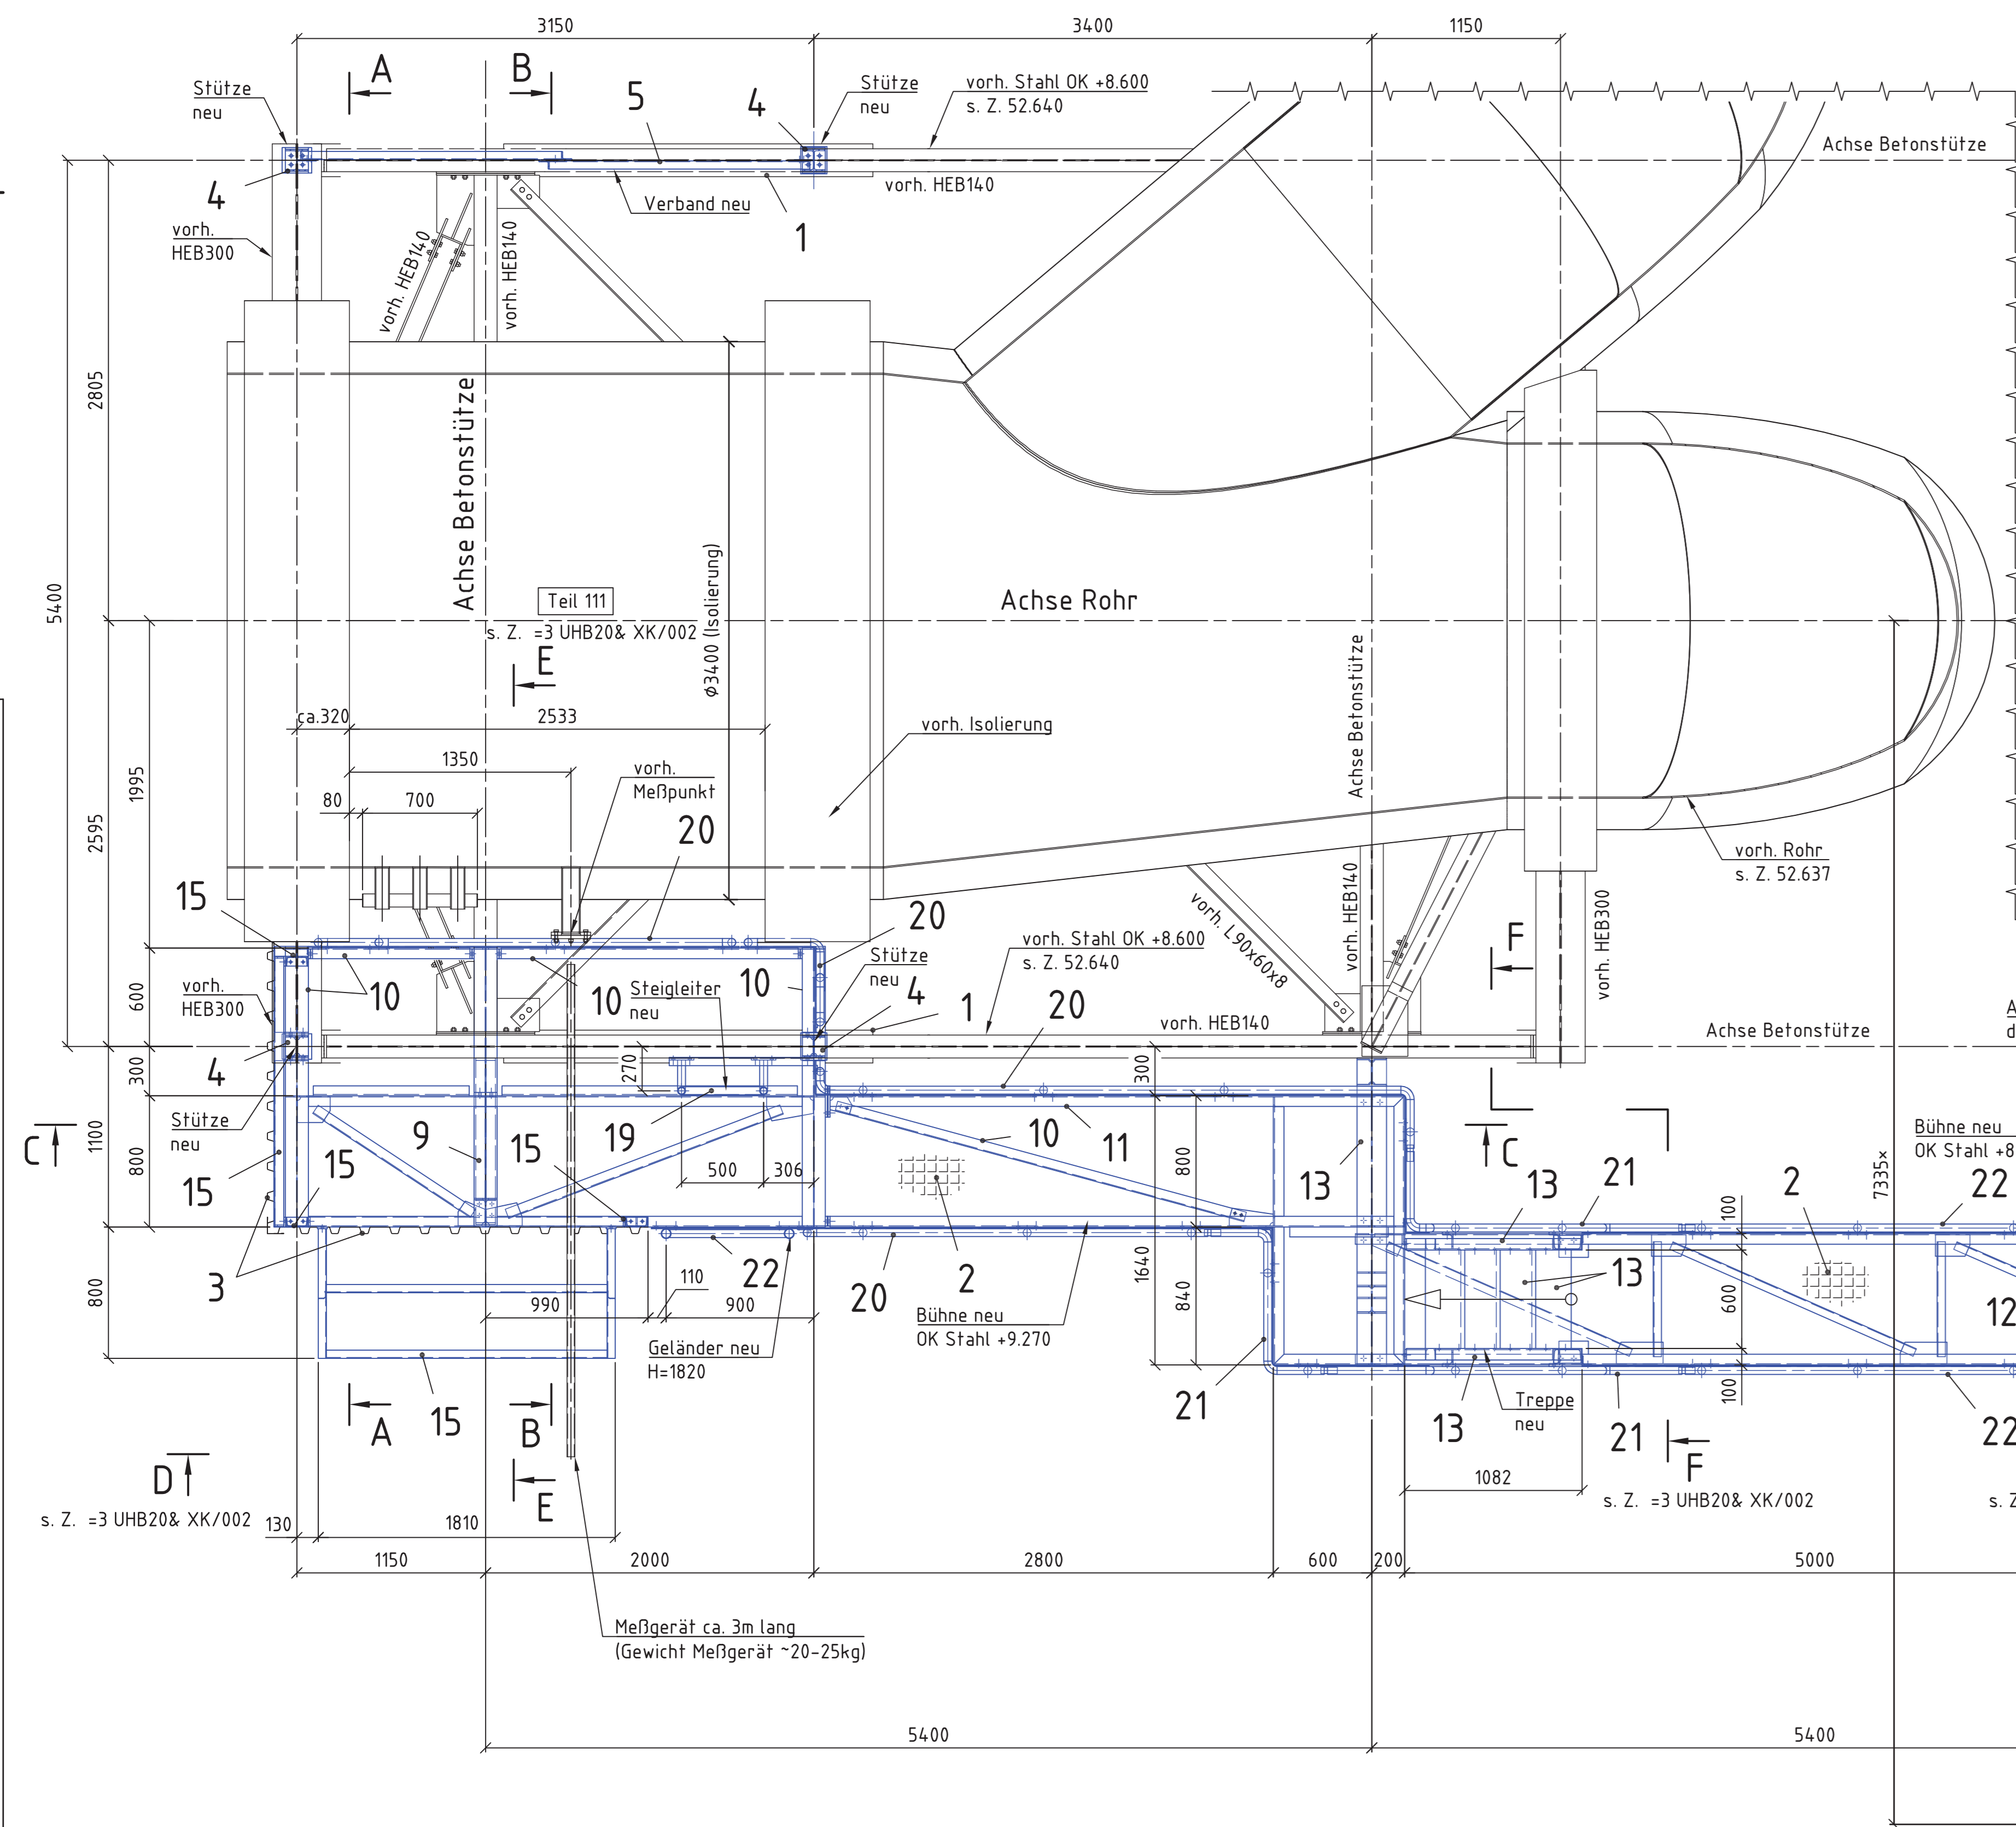 3150
3400
1150
A
B
Stütze
neu
5
4
Stütze
neu
vorh. Stahl OK +8.600
s. Z. 52.640
Achse Betonstütze
4
vorh. HEB140
Verband neu
1
vorh.
HEB300
vorh. HEB140
vorh. HEB140
2805
5400
Achse Betonstütze
Teil 111
s. Z. =3 UHB20& XK/002
ϕ3400 (Isolierung)
Achse Rohr
E
ca.320
2533
vorh. Isolierung
Achse Betonstütze
1995
2595
1350
vorh.
Meßpunkt
80
700
20
vorh. Rohr
s. Z. 52.637
15
20
vorh. HEB140
vorh. L90x60x8
vorh. HEB300
F
vorh. Stahl OK +8.600
s. Z. 52.640
Stütze
neu
4
600
vorh.
HEB300
10
10
Steigleiter
neu
10
1
20
vorh. HEB140
Achse Betonstütze
A
d
300
4
270
300
7335×
Stütze
neu
C
1100
800
9
15
19
10
11
C
Bühne neu
OK Stahl +8
15
15
500
306
800
13
13
21
2
22
100
3
22
2
20
1640
840
13
600
12
800
990
110
900
Bühne neu
OK Stahl +9.270
Geländer neu
H=1820
21
Treppe
neu
100
A
15
B
13
21
F
22
D
E
1082
s. Z. =3 UHB20& XK/002
s. Z
s. Z. =3 UHB20& XK/002
130
1810
1150
2000
2800
600
200
5000
Meßgerät ca. 3m lang
(Gewicht Meßgerät ~20-25kg)
5400
5400